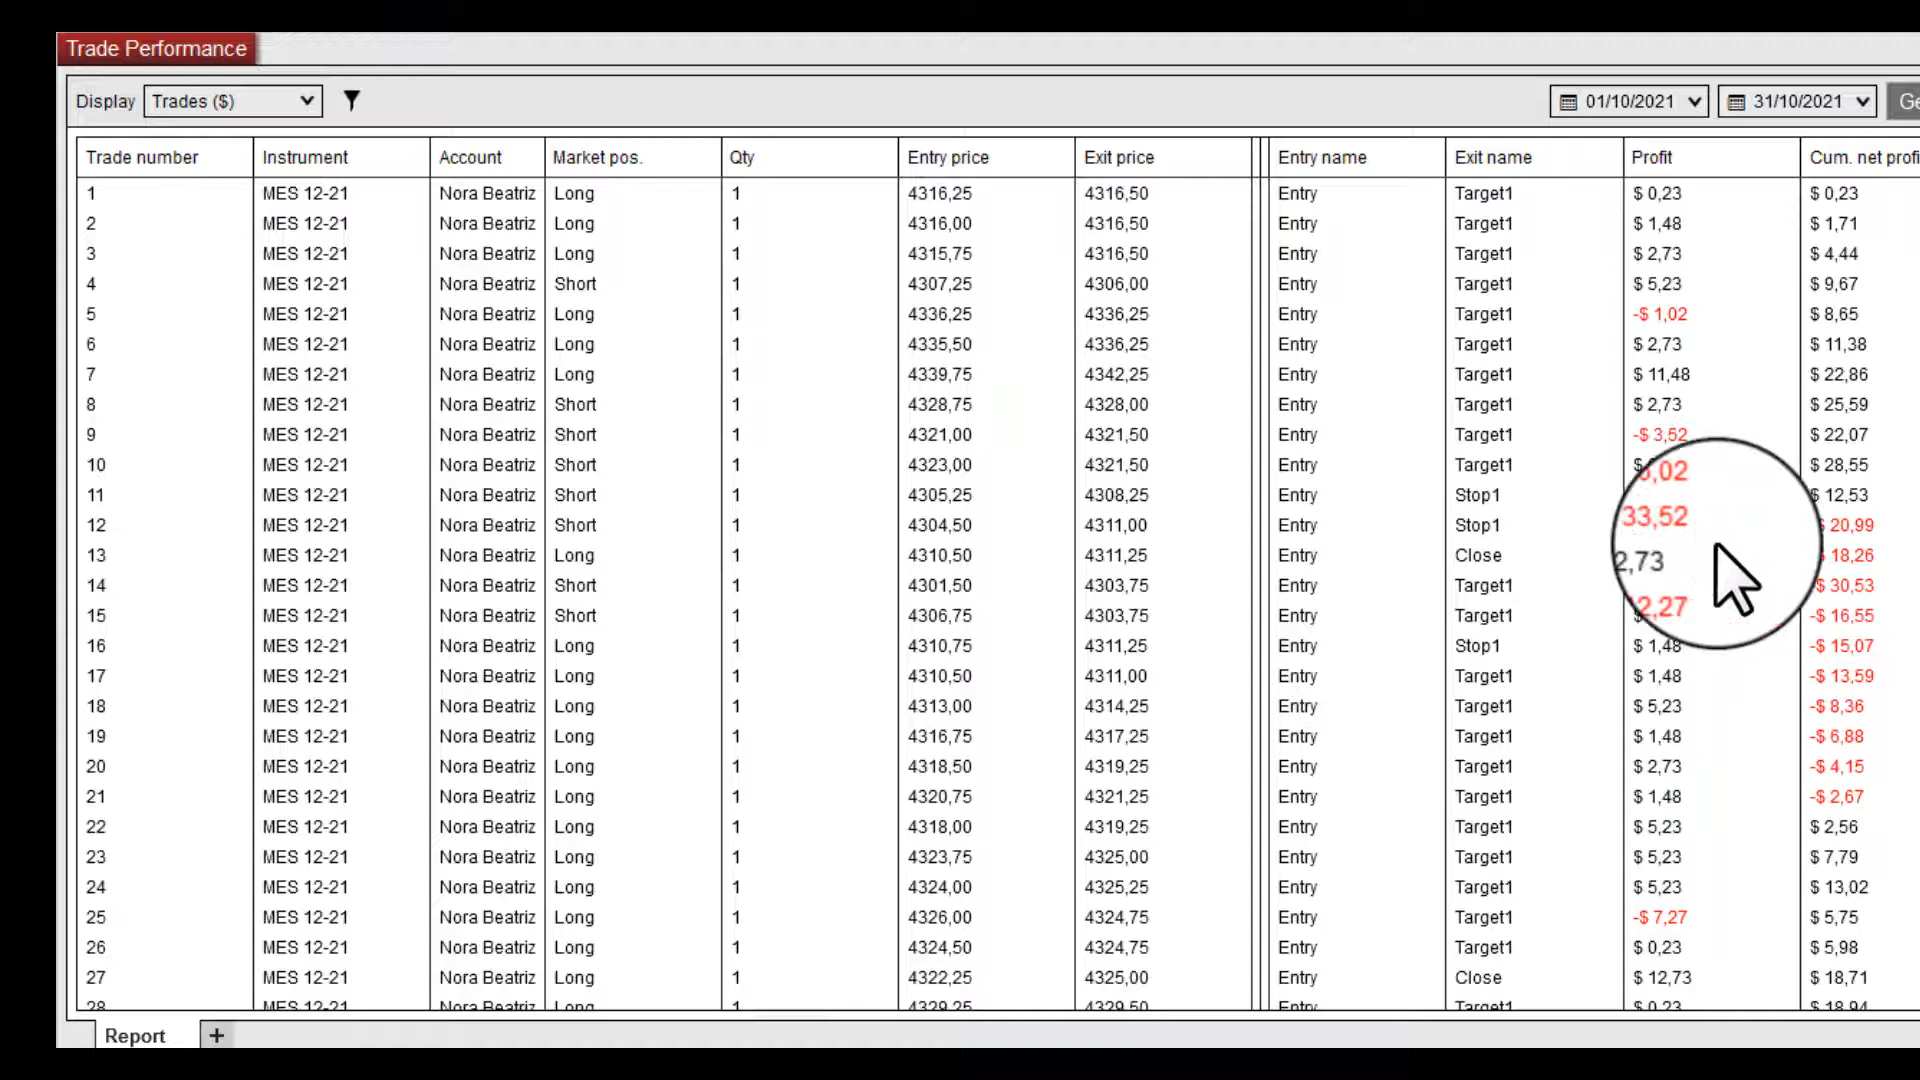 Trade Performance
Display Trades ($) 01/10/2021 31/10/2021
Trade number Instrument Account Market pos. Qty Entry price Exit price Entry name Exit name Profit Cum. net profi
1 MES 12-21 Nora Beatriz Long 1 4316,25 4316,50 Entry Target1 $ 0,23 $ 0,23
2 MES 12-21 Nora Beatriz Long 1 4316,00 4316,50 Entry Target1 $ 1,48 $ 1,71
3 MES 12-21 Nora Beatriz Long 1 4315,75 4316,50 Entry Target1 $ 2,73 $ 4,44
4 MES 12-21 Nora Beatriz Short 1 4307,25 4306,00 Entry Target1 $ 5,23 $ 9,67
5 MES 12-21 Nora Beatriz Long 1 4336,25 4336,25 Entry Target1 -$ 1,02 $ 8,65
6 MES 12-21 Nora Beatriz Long 1 4335,50 4336,25 Entry Target1 $ 2,73 $ 11,38
7 MES 12-21 Nora Beatriz Long 1 4339,75 4342,25 Entry Target1 $ 11,48 $ 22,86
8 MES 12-21 Nora Beatriz Short 1 4328,75 4328,00 Entry Target1 $ 2,73 $ 25,59
9 MES 12-21 Nora Beatriz Short 1 4321,00 4321,50 Entry Target1 -$ 3,52 $ 22,07
10 MES 12-21 Nora Beatriz Short 1 4323,00 4321,50 Entry Target1 $ $ 28,55
11 MES 12-21 Nora Beatriz Short 1 4305,25 4308,25 Entry Stop1 ,02 $ 12,53
12 MES 12-21 Nora Beatriz Short 1 4304,50 4311,00 Entry Stop1 33,52 $ 20,99
13 MES 12-21 Nora Beatriz Long 1 4310,50 4311,25 Entry Close 2,73 18,26
14 MES 12-21 Nora Beatriz Short 1 4301,50 4303,75 Entry Target1 2,27 $ 30,53
15 MES 12-21 Nora Beatriz Short 1 4306,75 4303,75 Entry Target1 -$ 16,55
16 MES 12-21 Nora Beatriz Long 1 4310,75 4311,25 Entry Stop1 $ 1,48 -$ 15,07
17 MES 12-21 Nora Beatriz Long 1 4310,50 4311,00 Entry Target1 $ 1,48 -$ 13,59
18 MES 12-21 Nora Beatriz Long 1 4313,00 4314,25 Entry Target1 $ 5,23 -$ 8,36
19 MES 12-21 Nora Beatriz Long 1 4316,75 4317,25 Entry Target1 $ 1,48 -$ 6,88
20 MES 12-21 Nora Beatriz Long 1 4318,50 4319,25 Entry Target1 $ 2,73 -$ 4,15
21 MES 12-21 Nora Beatriz Long 1 4320,75 4321,25 Entry Target1 $ 1,48 -$ 2,67
22 MES 12-21 Nora Beatriz Long 1 4318,00 4319,25 Entry Target1 $ 5,23 $ 2,56
23 MES 12-21 Nora Beatriz Long 1 4323,75 4325,00 Entry Target1 $ 5,23 $ 7,79
24 MES 12-21 Nora Beatriz Long 1 4324,00 4325,25 Entry Target1 $ 5,23 $ 13,02
25 MES 12-21 Nora Beatriz Long 1 4326,00 4324,75 Entry Target1 -$ 7,27 $ 5,75
26 MES 12-21 Nora Beatriz Long 1 4324,50 4324,75 Entry Target1 $ 0,23 $ 5,98
27 MES 12-21 Nora Beatriz Long 1 4322,25 4325,00 Entry Close $ 12,73 $ 18,71
28 MES 12-21 Nora Beatriz Long 1 4329,25 4329,50 Entry Target1 $ 0,23 $ 18,94
Report +